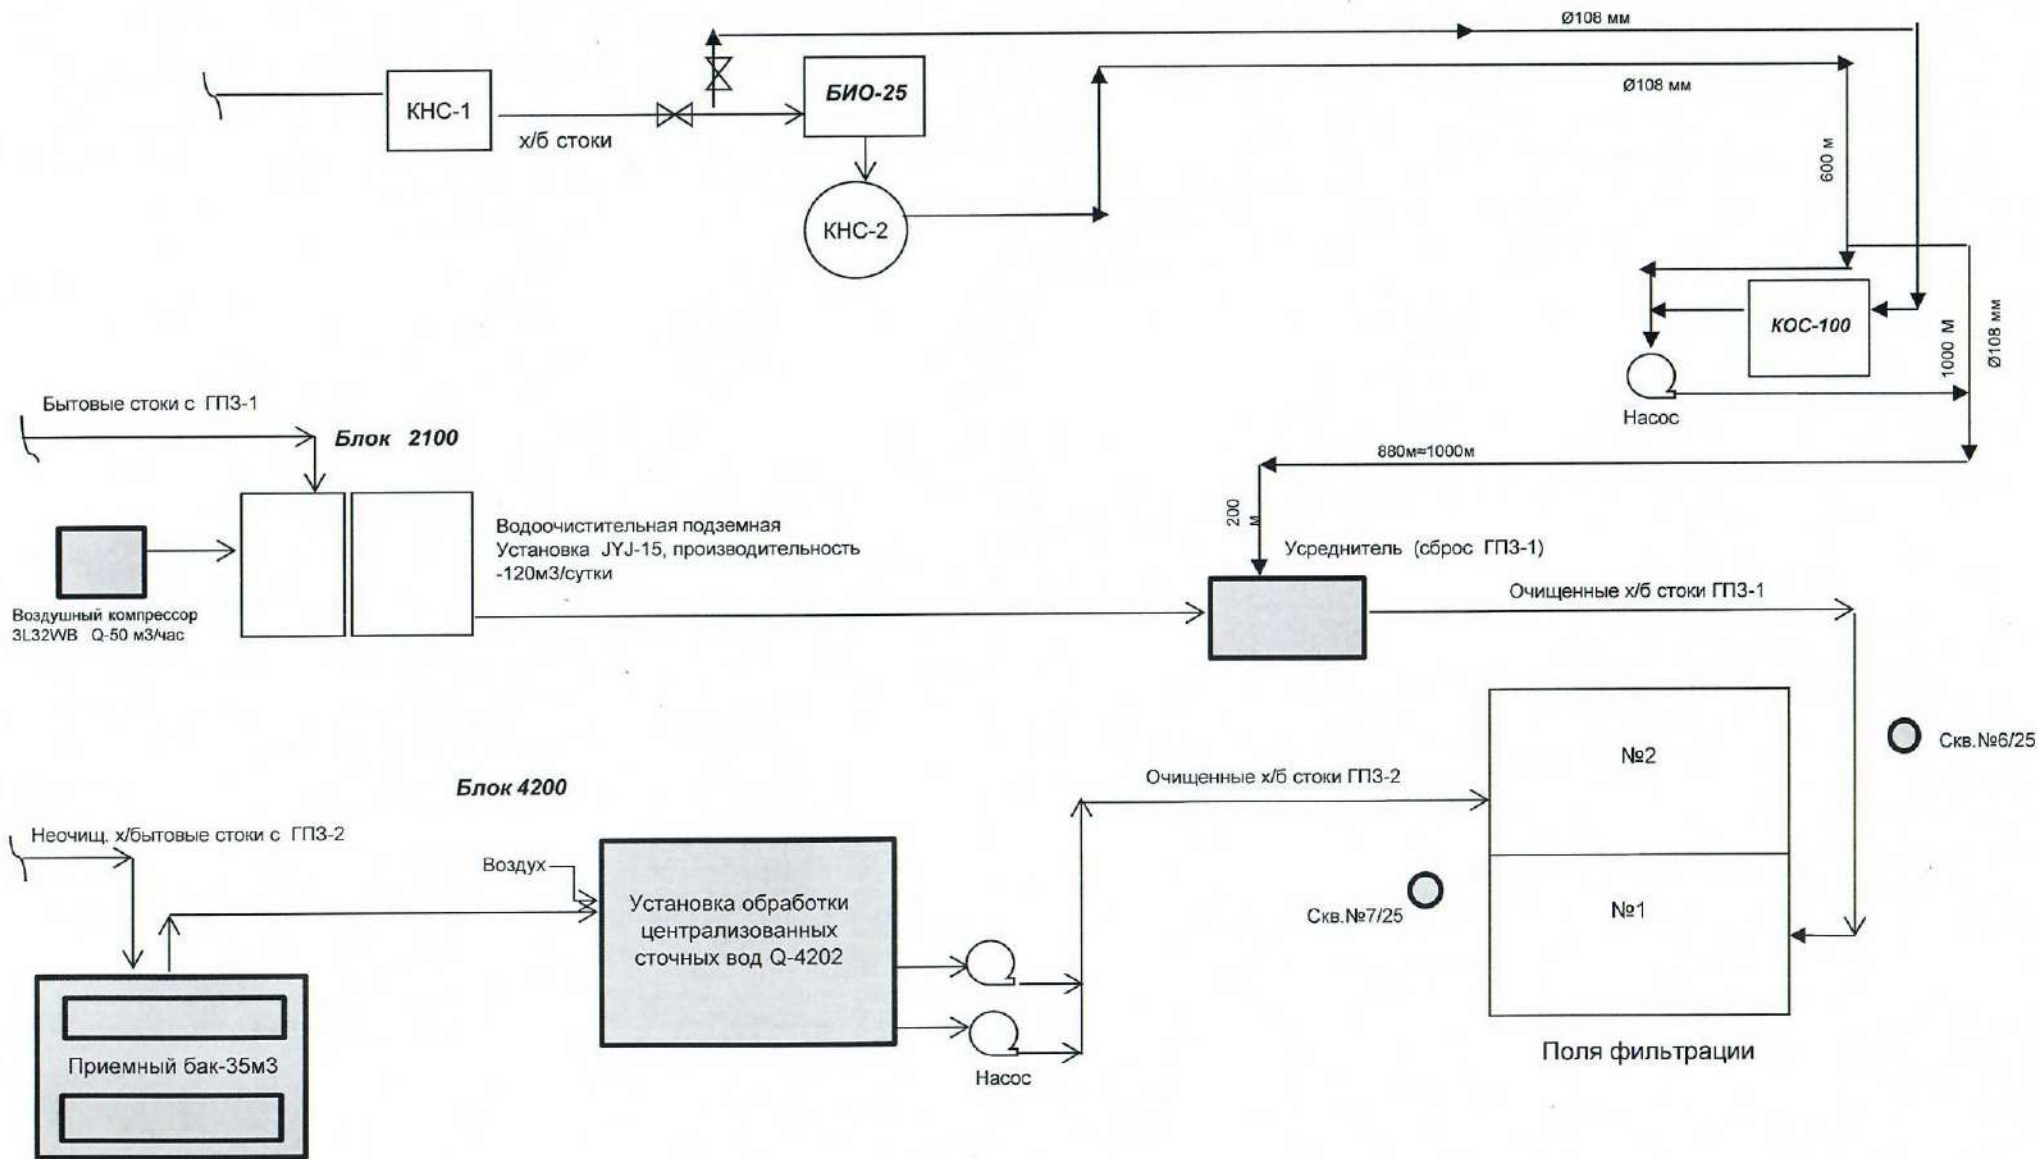 Ø108 мм
Ø108 мм
БИО-25
КНС-1
х/б стоки
КНС-2
600 м
КОС-100
1000 М
Ø108 мм
Насос
Бытовые стоки с ГПЗ-1
Блок 2100
880м≈1000м
200
м
Водоочистительная подземная
Установка JYJ-15, производительность
-120м3/сутки
Усреднитель (сброс ГПЗ-1)
Очищенные х/б стоки ГПЗ-1
Воздушный компрессор
3L32WB Q-50 м3/час
Скв.№6/25
№2
Блок 4200
Очищенные х/б стоки ГПЗ-2
Неочищ. х/бытовые стоки с ГПЗ-2
Воздух
Установка обработки
централизованных
сточных вод Q-4202
Скв.№7/25
№1
Приемный бак-35м3
Насос
Поля фильтрации